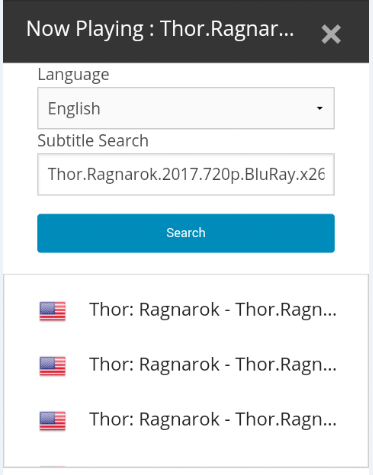 Now Playing : Thor.Ragnar...
Language
English
Subtitle Search
Thor.Ragnarok.2017.720p.BluRay.x26
Search
Thor: Ragnarok - Thor.Ragn...
Thor: Ragnarok - Thor.Ragn...
Thor: Ragnarok - Thor.Ragn...